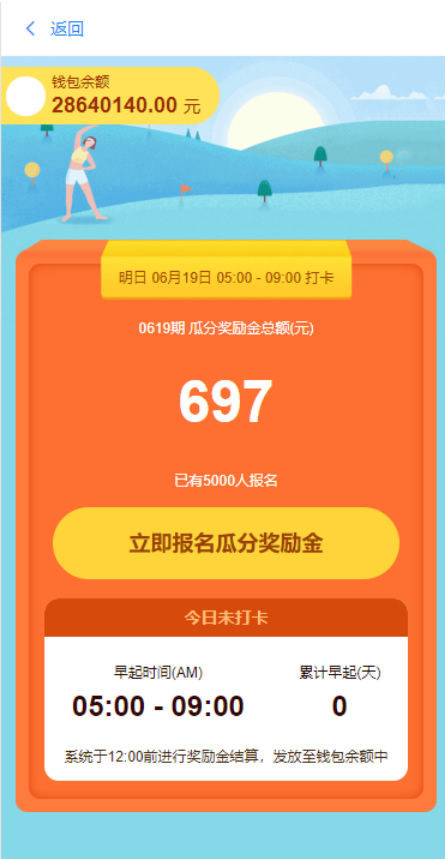 返回
钱包余额
28640140.00 元
明日 06月19日 05:00 - 09:00 打卡
0619期 瓜分奖励金总额(元)
697
已有5000人报名
立即报名瓜分奖励金
今日未打卡
早起时间(AM) 累计早起(天)
05:00 - 09:00 0
系统于12:00前进行奖励金结算，发放至钱包余额中